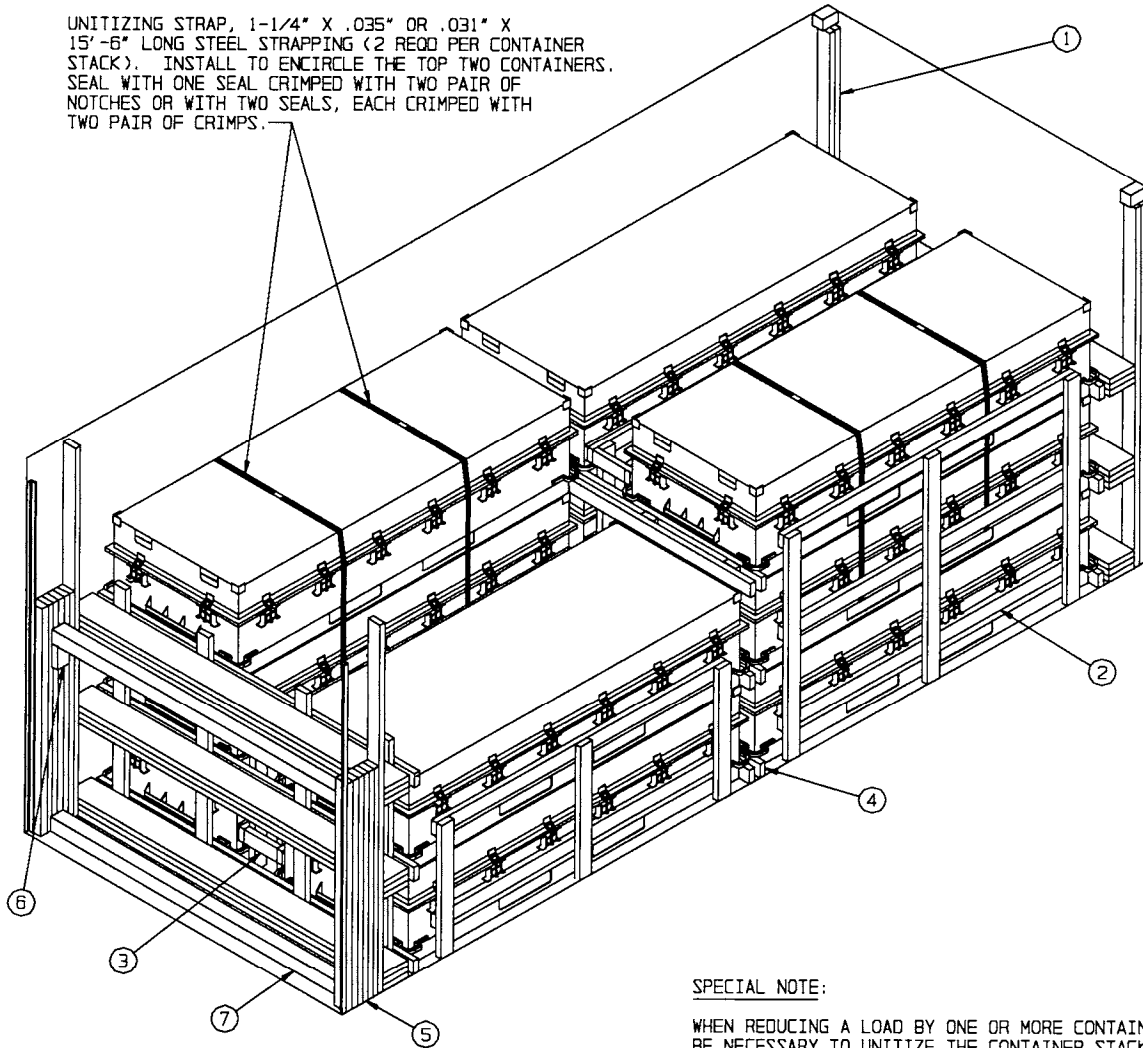 UNITIZING STRAP, 1-1/4" X .035" OR .031" X
15'-6" LONG STEEL STRAPPING (2 REQD PER CONTAINER
STACK). INSTALL TO ENCIRCLE THE TOP TWO CONTAINERS.
SEAL WITH ONE SEAL CRIMPED WITH TWO PAIR OF
NOTCHES OR WITH TWO SEALS, EACH CRIMPED WITH
TWO PAIR OF CRIMPS.
1
2
4
6
3
7
5
SPECIAL NOTE:
WHEN REDUCING A LOAD BY ONE OR MORE
BE NECESSARY TO UNITIZE THE CONTAINER